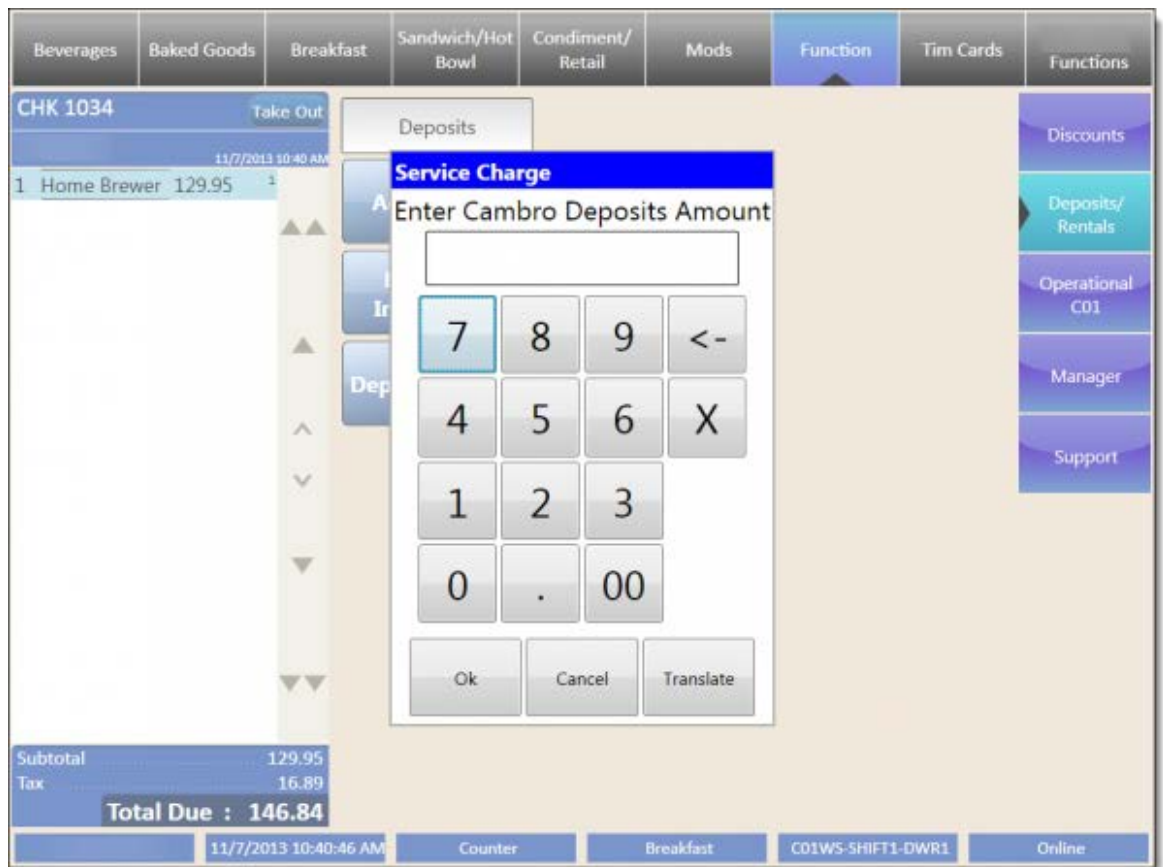 Beverages
Baked Goods
Breakfast
Sandwich/Hot
Bowl
Condiment/
Retail
Mods
Function
Tim Cards
Functions
CHK 1034 Take Out
11/7/2013 10:40 AM
1 Home Brewer 129.95 1
Deposits
A
I
Ir
Dep
Service Charge
Enter Cambro Deposits Amount
7 8 9 <-
4 5 6 X
1 2 3
0 . 00
Ok Cancel Translate
Discounts
Deposits/
Rentals
Operational
C01
Manager
Support
Subtotal 129.95
Tax 16.89
Total Due : 146.84
11/7/2013 10:40:46 AM Counter Breakfast C01WS-SHIFT1-DWR1 Online